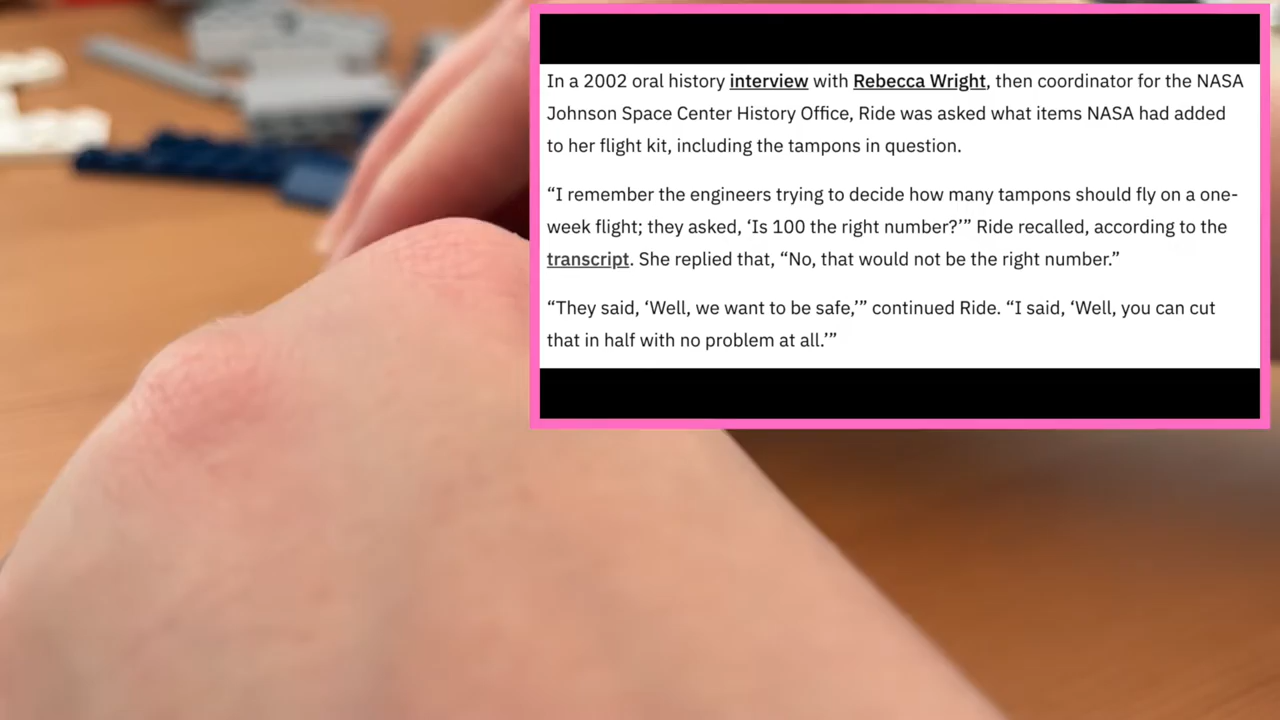 In a 2002 oral history interview with Rebecca Wright, then coordinator for the NASA
Johnson Space Center History Office, Ride was asked what items NASA had added
to her flight kit, including the tampons in question.
“I remember the engineers trying to decide how many tampons should fly on a one-
week flight; they asked, ‘Is 100 the right number?’” Ride recalled, according to the
transcript. She replied that, “No, that would not be the right number.”
“They said, ‘Well, we want to be safe,’” continued Ride. “I said, ‘Well, you can cut
that in half with no problem at all.’”